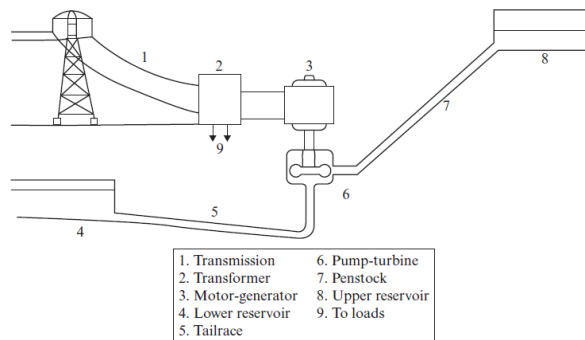 1
2
3
8
7
9
6
5
4
1. Transmission
2. Transformer
3. Motor-generator
4. Lower reservoir
5. Tailrace
6. Pump-turbine
7. Penstock
8. Upper reservoir
9. To loads